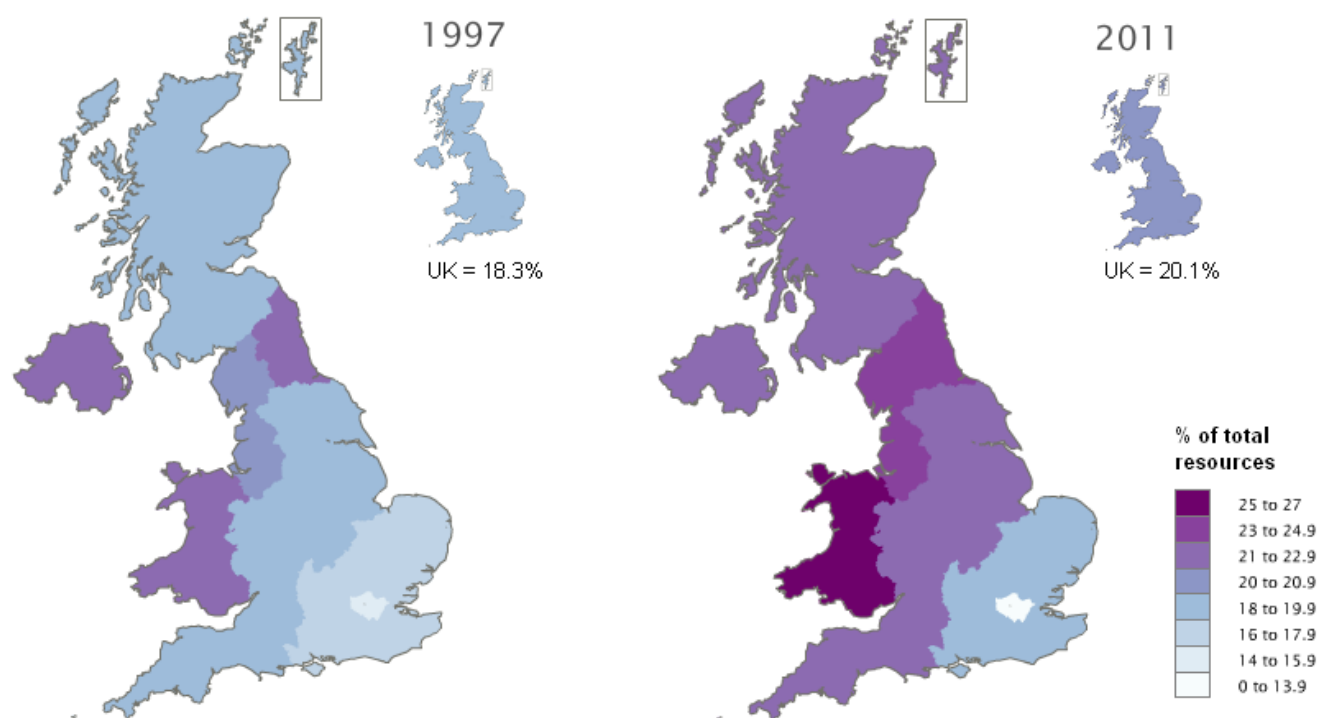 1997
UK = 18.3%
2011
UK = 20.1%
% of total
resources
25 to 27
23 to 24.9
21 to 22.9
20 to 20.9
18 to 19.9
16 to 17.9
14 to 15.9
0 to 13.9